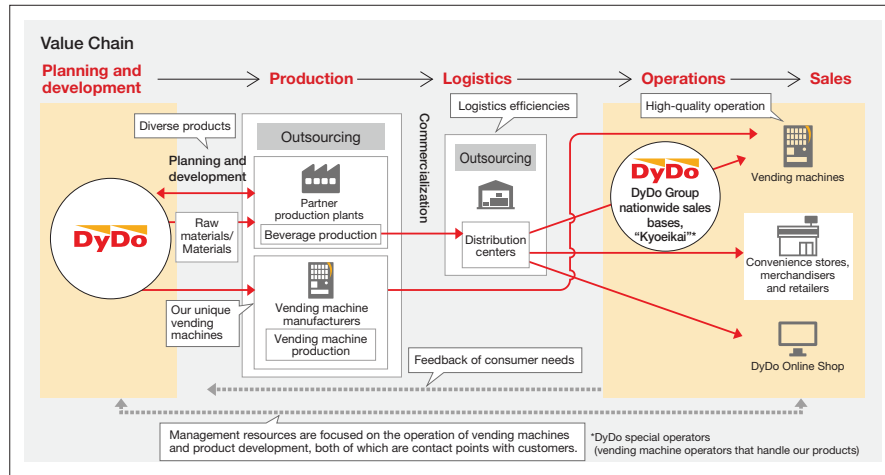 Value Chain
Planning and
development
Production
Logistics
Operations
Sales
Diverse products
Logistics efficiencies
High-quality operation
Outsourcing
Planning and
development
Commercialization
Outsourcing
DyDo
DyDo Group
nationwide sales
bases,
“Kyoeikai”*
Vending machines
Partner
production plants
Beverage production
DyDo
Raw
materials/
Materials
Distribution
centers
Convenience stores,
merchandisers
and retailers
Our unique
vending
machines
Vending machine
manufacturers
Vending machine
production
DyDo Online Shop
Feedback of consumer needs
Management resources are focused on the operation of vending machines
and product development, both of which are contact points with customers.
*DyDo special operators
(vending machine operators that handle our products)